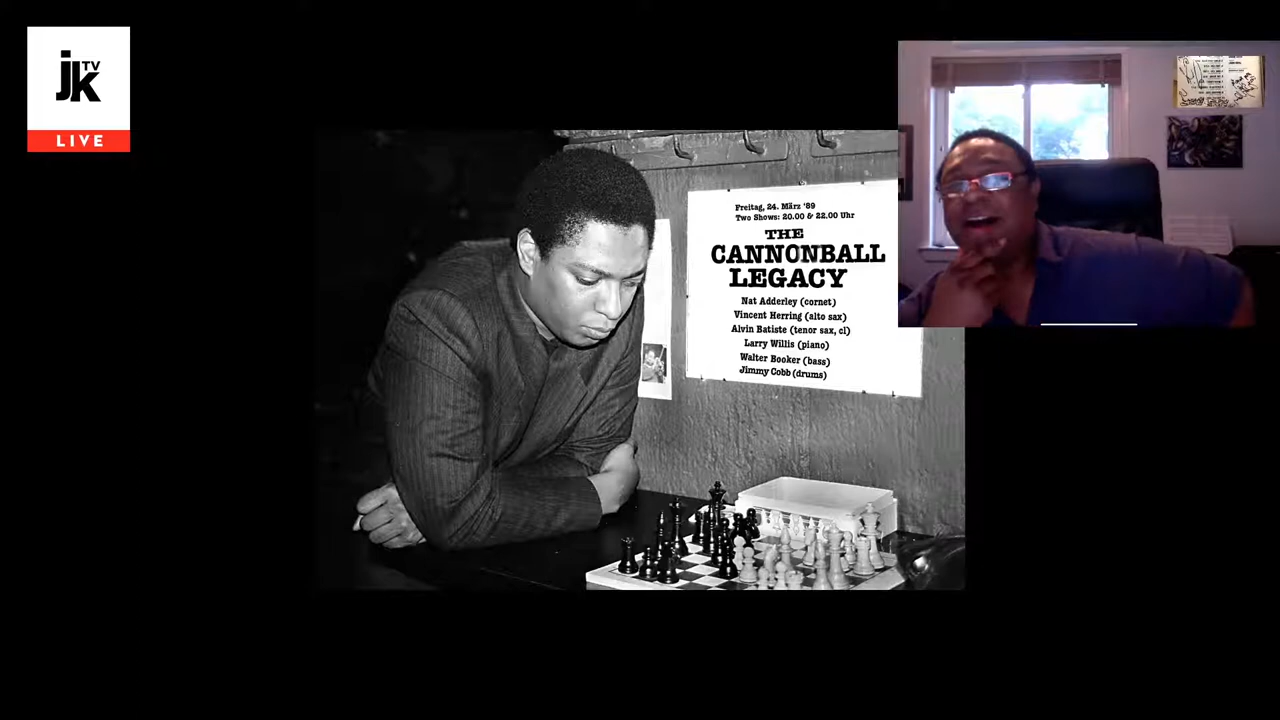 jk TV
LIVE
Freitag, 24. März '89
Two Shows: 20.00 & 22.00 Uhr
THE
CANNONBALL
LEGACY
Nat Adderley (cornet)
Vincent Herring (alto sax)
Alvin Batiste (tenor sax, cl)
Larry Willis (piano)
Walter Booker (bass)
Jimmy Cobb (drums)